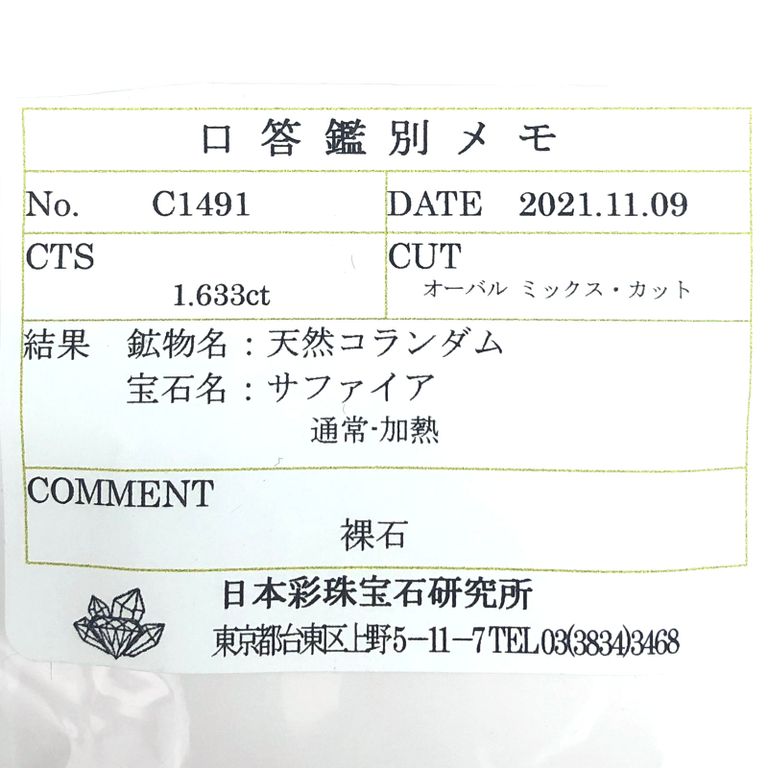 口答鑑別メモ
No. C1491 DATE 2021.11.09
CTS CUT
1.633ct オーバル ミックス・カット
結果 鉱物名：天然コランダム
宝石名：サファイア
通常・加熱
COMMENT
裸石
日本彩珠宝石研究所
東京都台東区上野5-11-7 TEL 03(3834)3468